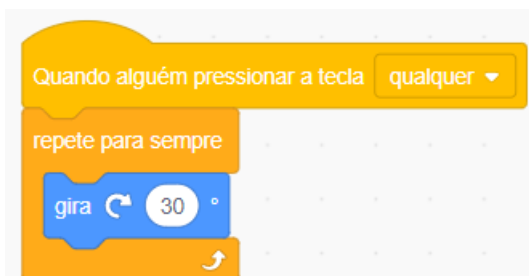 Quando alguém pressionar a tecla qualquer
repete para sempre
gira 30 °